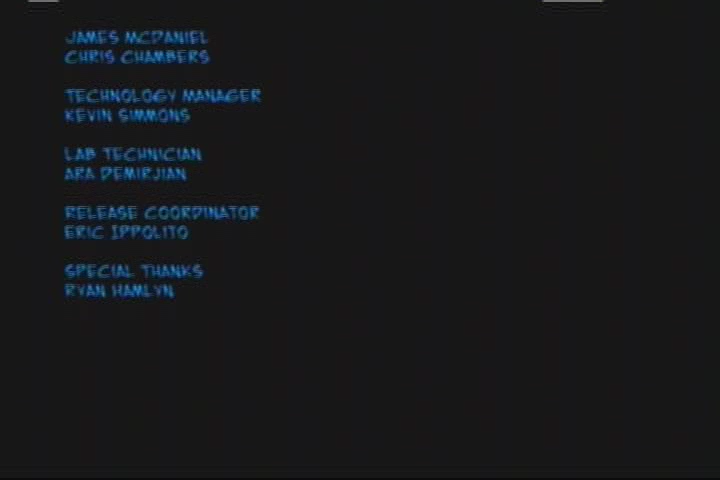 JAMES MCDANIEL
CHRIS CHAMBERS
TECHNOLOGY MANAGER
KEVIN SIMMONS
LAB TECHNICIAN
ARA DEMIRJIAN
RELEASE COORDINATOR
ERIC IPPOLITO
SPECIAL THANKS
RYAN HAMLYN